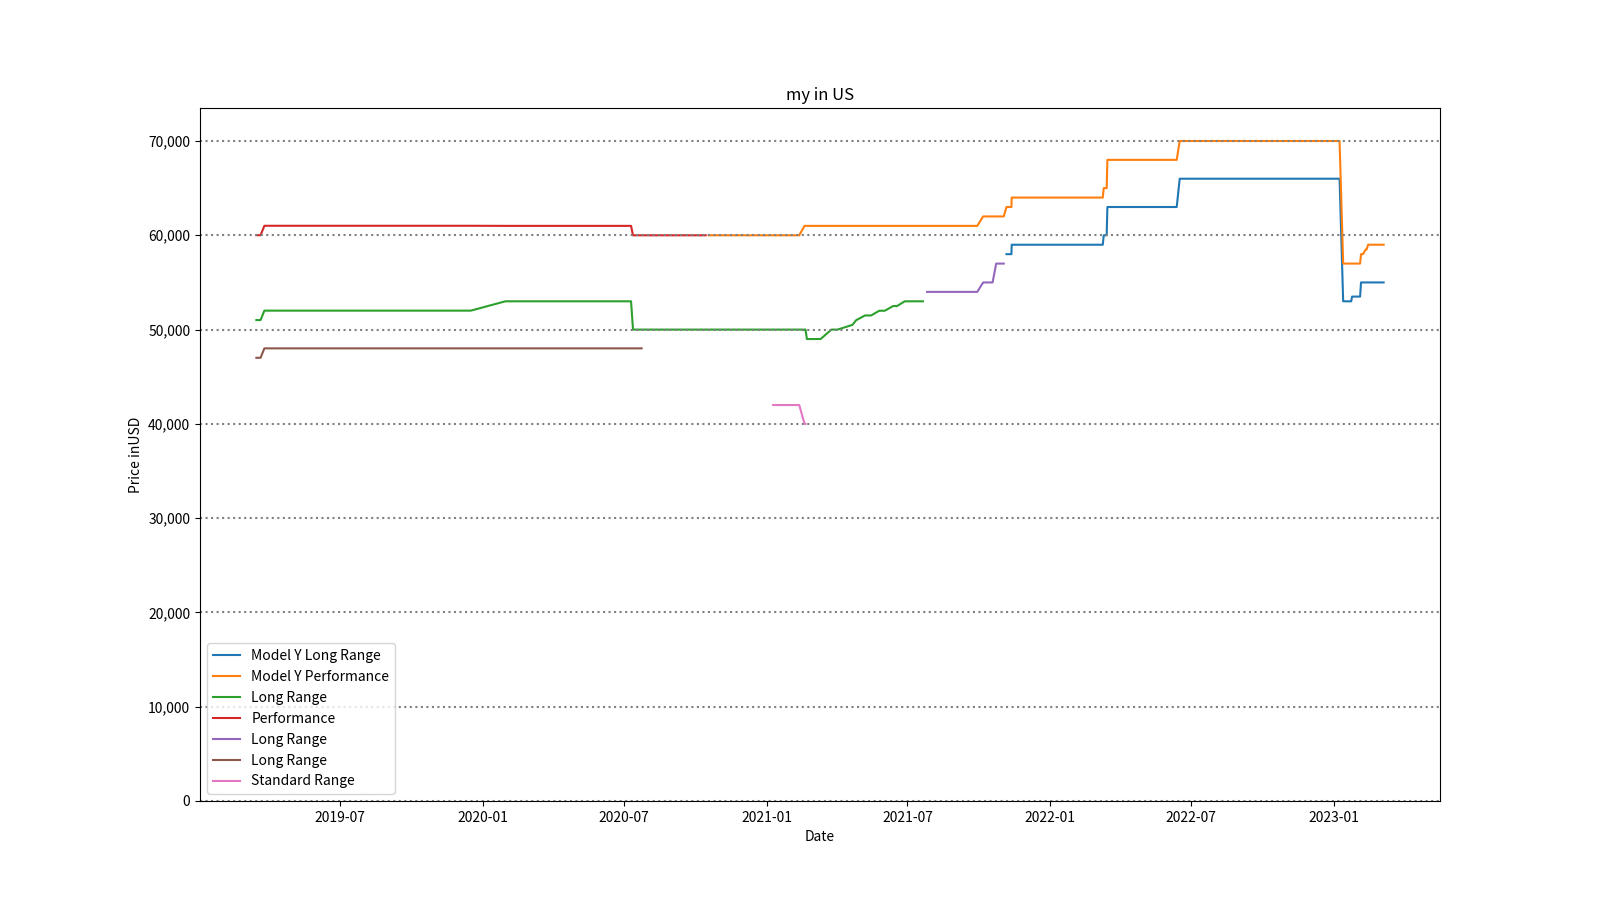 my in US
70,000
60,000
50,000
40,000
30,000
20,000
10,000
0
Price inUSD
Model Y Long Range
Model Y Performance
Long Range
Performance
Long Range
Long Range
Standard Range
2019-07 2020-01 2020-07 2021-01 2021-07 2022-01 2022-07 2023-01
Date